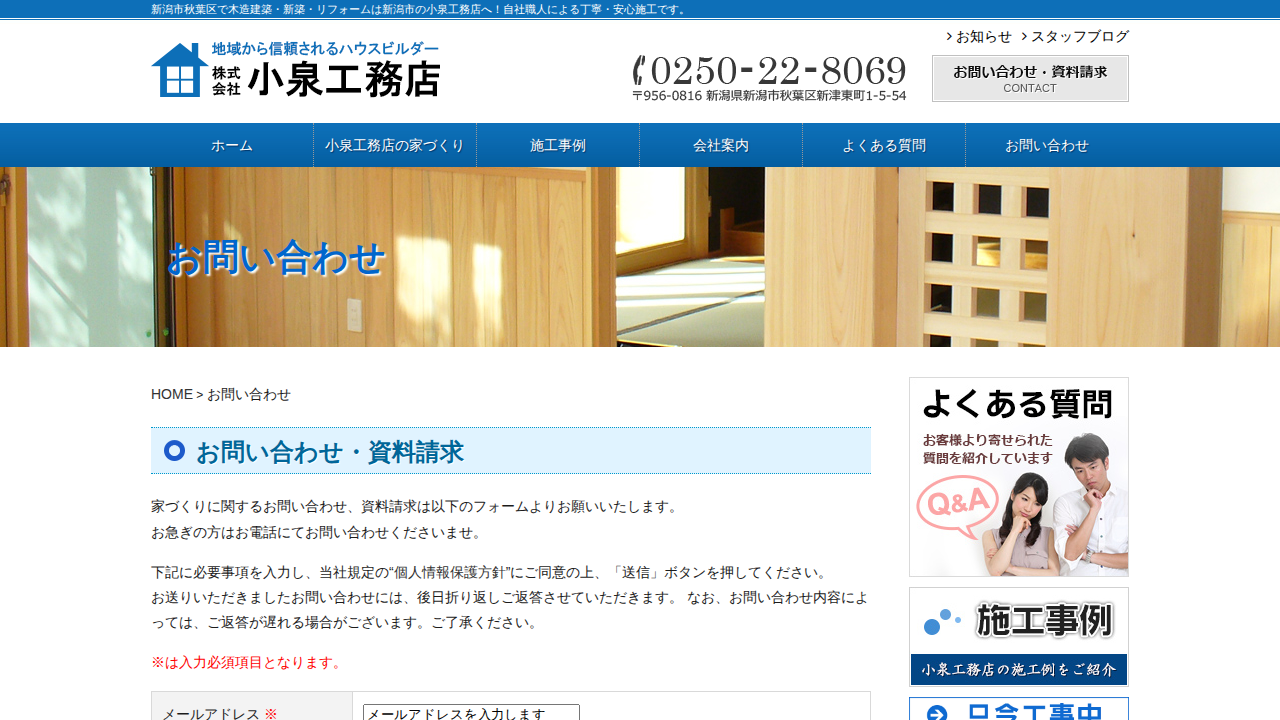 新潟市秋葉区で木造建築・新築・リフォームは新潟市の小泉工務店へ！自社職人による丁寧・安心施工です。
地域から信頼されるハウスビルダー
株式会社 小泉工務店
お知らせ スタッフブログ
0250-22-8069
〒956-0816 新潟県新潟市秋葉区新津東町1-5-54
お問い合わせ・資料請求
CONTACT
ホーム 小泉工務店の家づくり 施工事例 会社案内 よくある質問 お問い合わせ
お問い合わせ
HOME > お問い合わせ
お問い合わせ・資料請求
家づくりに関するお問い合わせ、資料請求は以下のフォームよりお願いいたします。
お急ぎの方はお電話にてお問い合わせくださいませ。
下記に必要事項を入力し、当社規定の“個人情報保護方針”にご同意の上、「送信」ボタンを押してください。
お送りいただきましたお問い合わせには、後日折り返しご返答させていただきます。 なお、お問い合わせ内容によ
っては、ご返答が遅れる場合がございます。ご了承ください。
※は入力必須項目となります。
メールアドレス ※
メールアドレスを入力します
よくある質問
お客様より寄せられた
質問を紹介しています
Q&A
施工事例
小泉工務店の施工例をご紹介
只今工事中